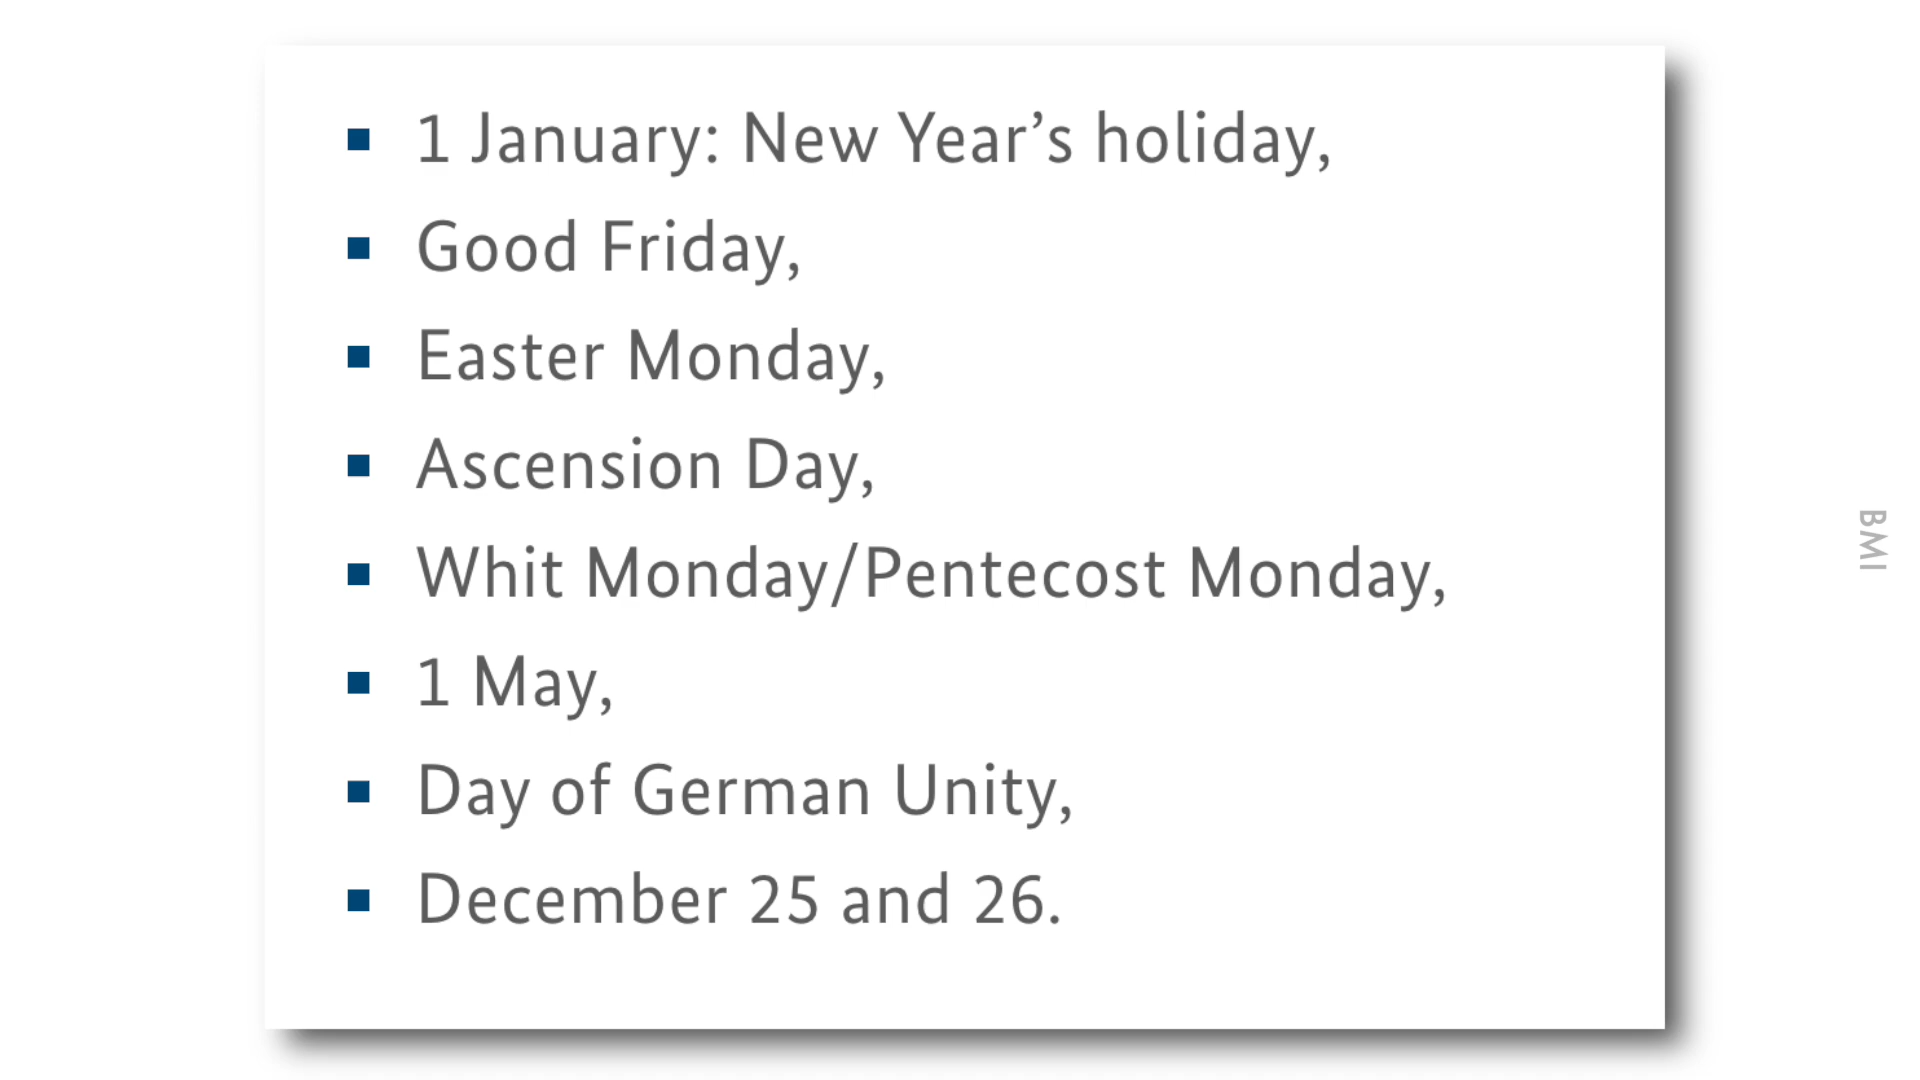 1 January: New Year’s holiday,
Good Friday,
Easter Monday,
Ascension Day,
Whit Monday/Pentecost Monday,
1 May,
Day of German Unity,
December 25 and 26.
BMI